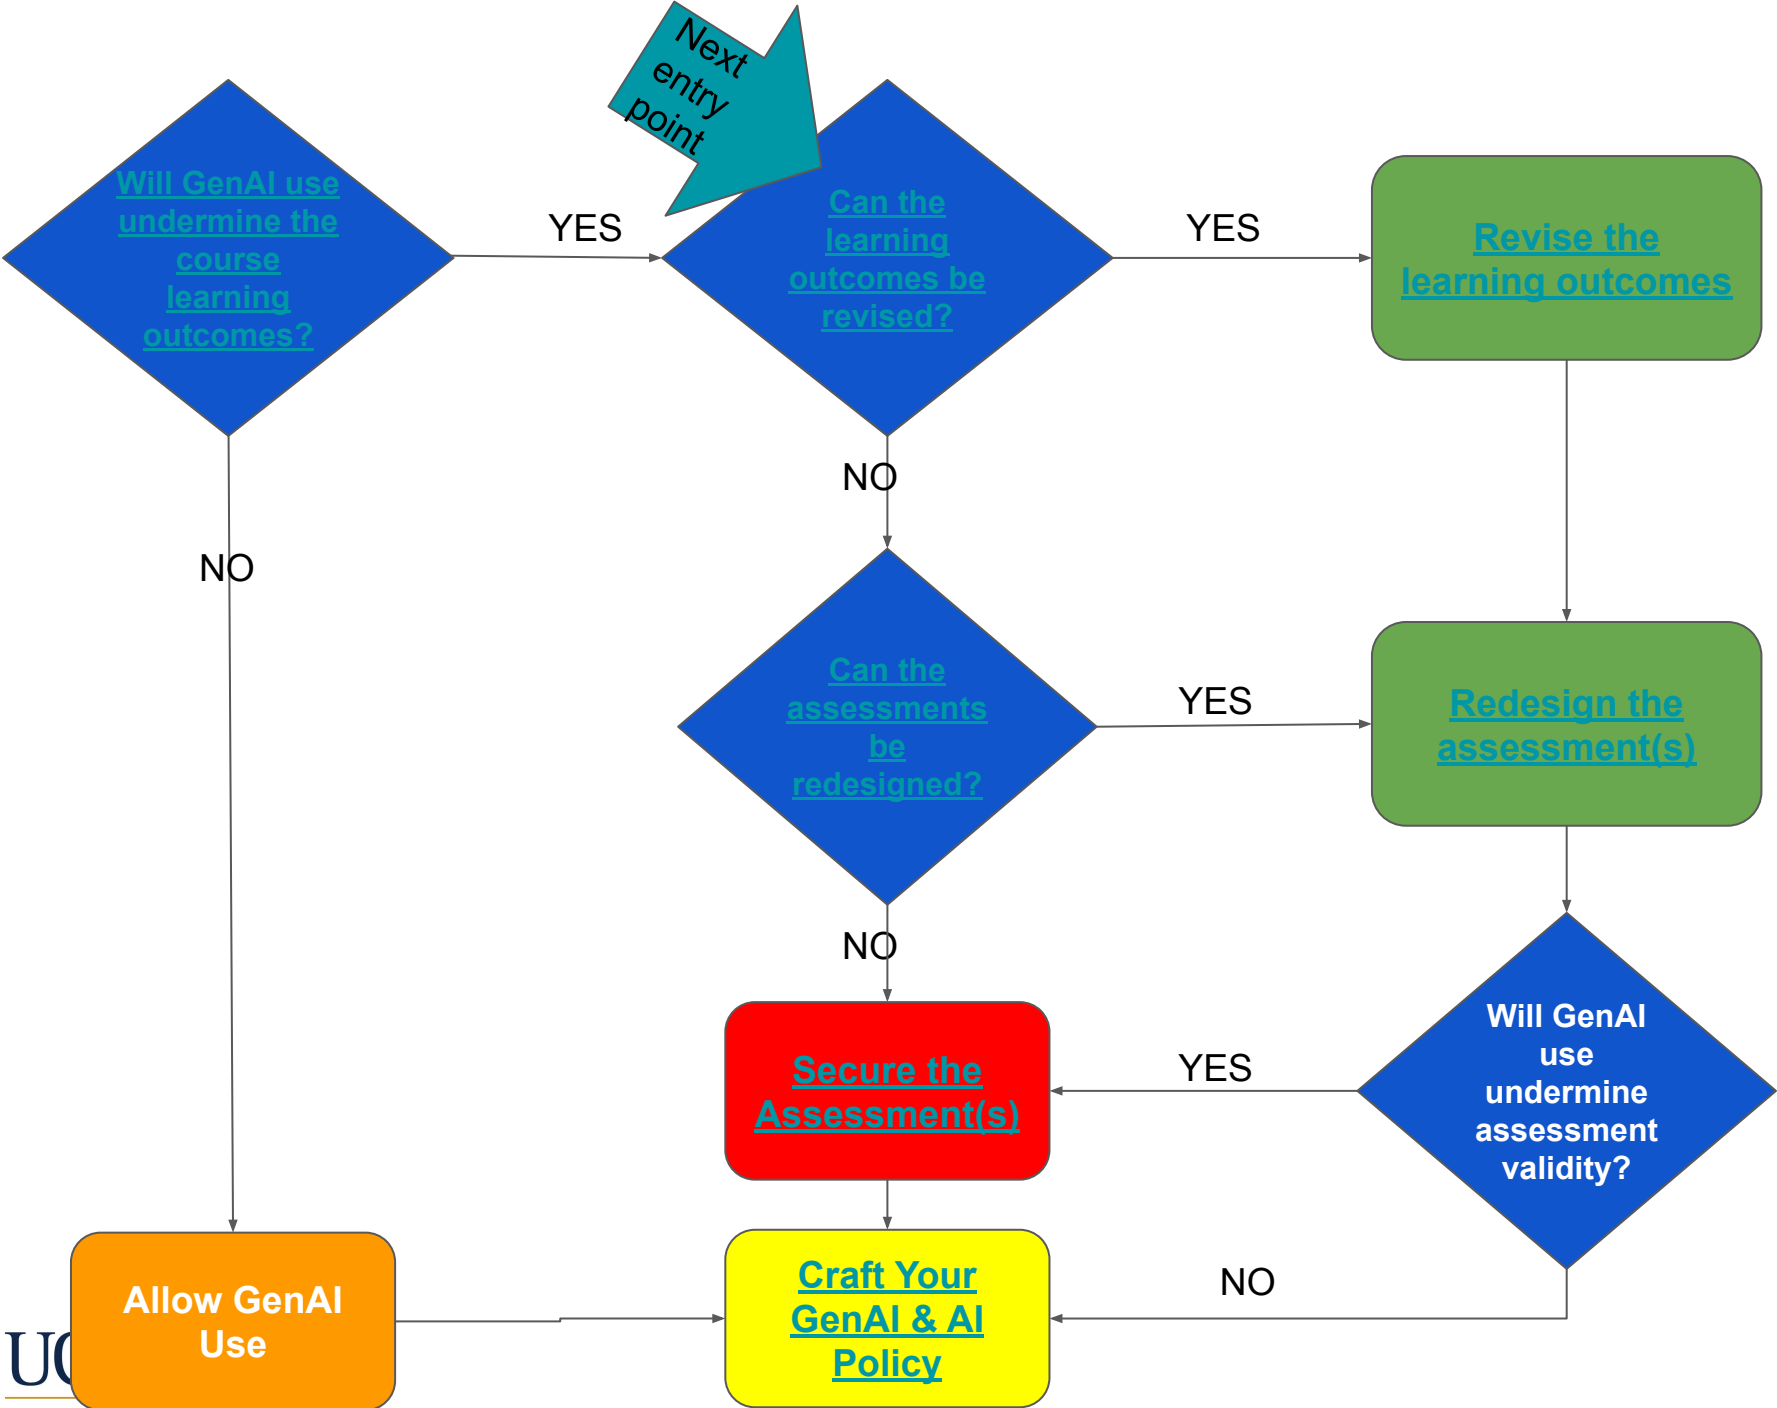 Next
entry
point
Will GenAI use
undermine the
course
learning
outcomes?
YES
Can the
learning
outcomes be
revised?
YES
Revise the
learning outcomes
NO
NO
Can the
assessments
be
redesigned?
YES
Redesign the
assessment(s)
NO
Secure the
Assessment(s)
YES
Will GenAI
use
undermine
assessment
validity?
Allow GenAI
Use
Craft Your
GenAI & AI
Policy
NO